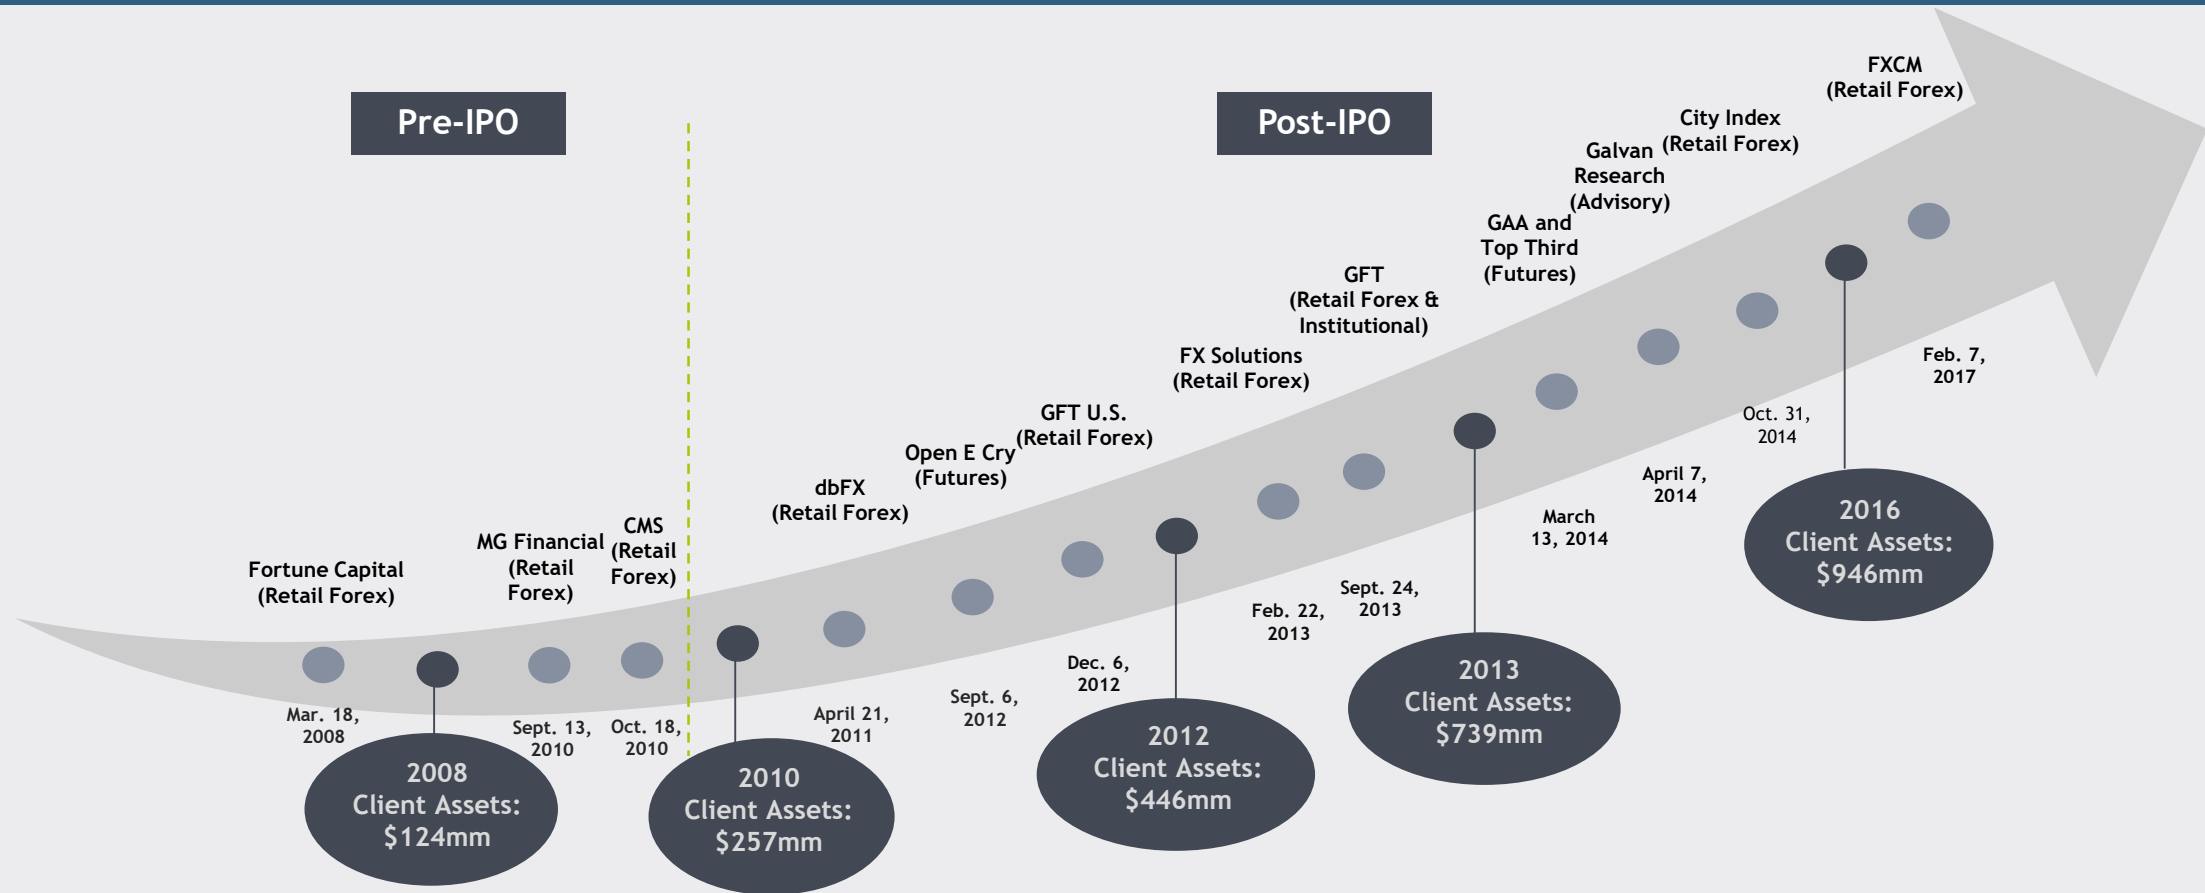 Pre-IPO
Post-IPO
Fortune Capital
(Retail Forex)
MG Financial
(Retail
Forex)
CMS
(Retail
Forex)
dbFX
(Retail Forex)
Open E Cry
(Futures)
GFT U.S.
(Retail Forex)
FX Solutions
(Retail Forex)
GFT
(Retail Forex &
Institutional)
GAA and
Top Third
(Futures)
Galvan
Research
(Advisory)
City Index
(Retail Forex)
FXCM
(Retail Forex)
Mar. 18,
2008
Sept. 13,
2010
Oct. 18,
2010
April 21,
2011
Sept. 6,
2012
Dec. 6,
2012
Feb. 22,
2013
Sept. 24,
2013
March
13, 2014
April 7,
2014
Oct. 31,
2014
Feb. 7,
2017
2008
Client Assets:
$124mm
2010
Client Assets:
$257mm
2012
Client Assets:
$446mm
2013
Client Assets:
$739mm
2016
Client Assets:
$946mm